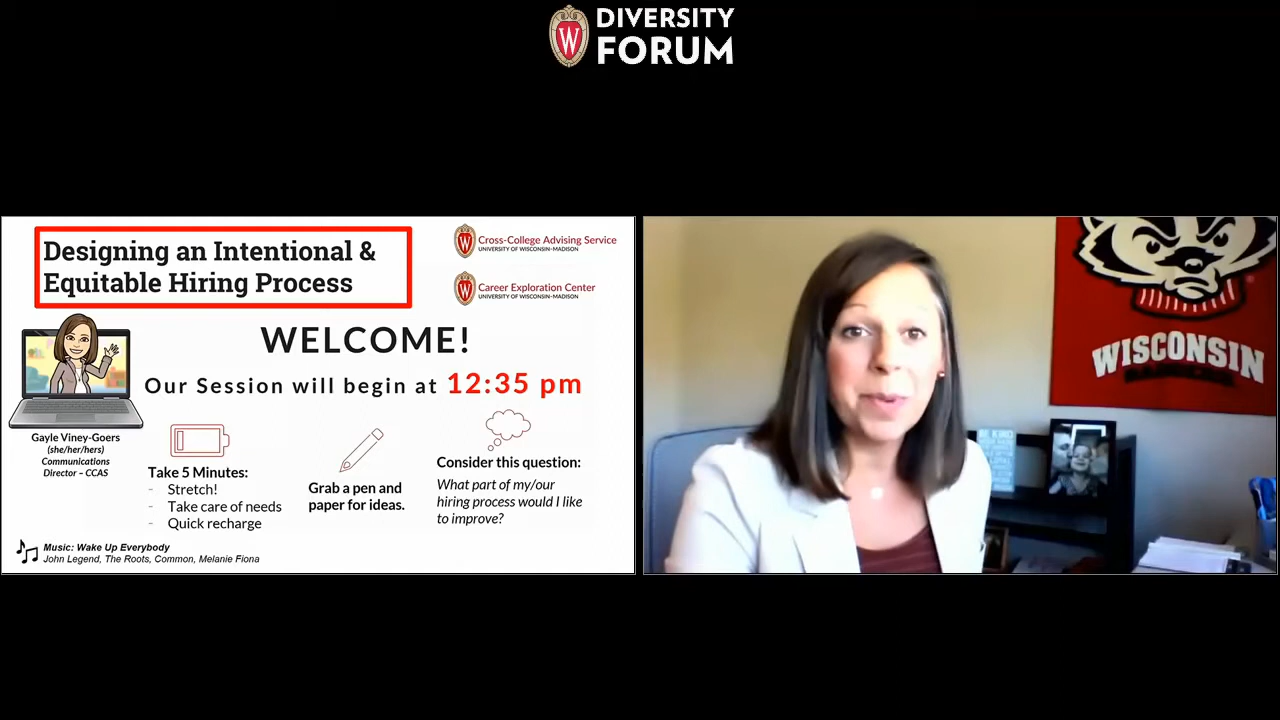 DIVERSITY
FORUM
W
Designing an Intentional &
Equitable Hiring Process
W
Cross-College Advising Service
UNIVERSITY OF WISCONSIN-MADISON
W
Career Exploration Center
UNIVERSITY OF WISCONSIN-MADISON
WELCOME!
Our Session will begin at 12:35 pm
Gayle Viney-Goers
(she/her/hers)
Communications
Director – CCAS
Take 5 Minutes:
- Stretch!
- Take care of needs
- Quick recharge
Grab a pen and
paper for ideas.
Consider this question:
What part of my/our
hiring process would I like
to improve?
Music: Wake Up Everybody
John Legend, The Roots, Common, Melanie Fiona
WISCONSIN